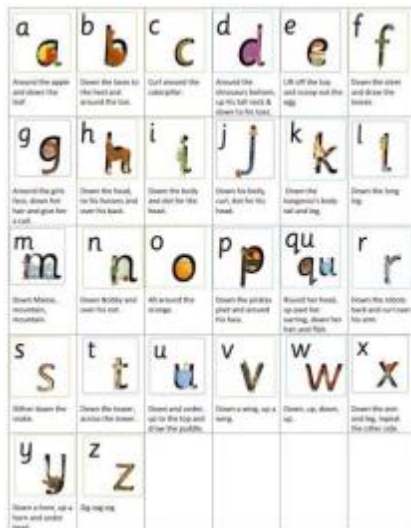 a b c d e f
Around the apple
and down the
leaf.
Down the laces to
the heel and
around the toe.
Curl around the
caterpillar.
Around the
dinosaurs bottom,
up his tall neck &
down to his toes.
Lift off the top
and scoop out the
egg.
Down the stem
and draw the
leaves.
g h i j k l
Around the girls
face, down her
hair and give her
a curl.
Down the head,
to his hooves and
over his back.
Down the body
and dot for the
head.
Down his body,
curl, dot for his
head.
Down the
kangaroo's body
tail and leg.
Down the long
leg.
m n o p qu r
Down Maisie,
mountain,
mountain.
Down Nobby and
over his net.
All around the
orange.
Down the pirates
plait and around
his face.
Round her head,
up past her
earring, down her
hair and flick.
Down the robots
back and curl over
his arm.
s t u v w x
Slither down the
snake.
Down the tower,
across the tower.
Down and under,
up to the top and
draw the puddle.
Down a wing, up a
wing.
Down, up, down,
up.
Down the arm
and leg, repeat
the other side.
y z
Down a horn, up a
horn and under
head.
Zig-zag-zig.